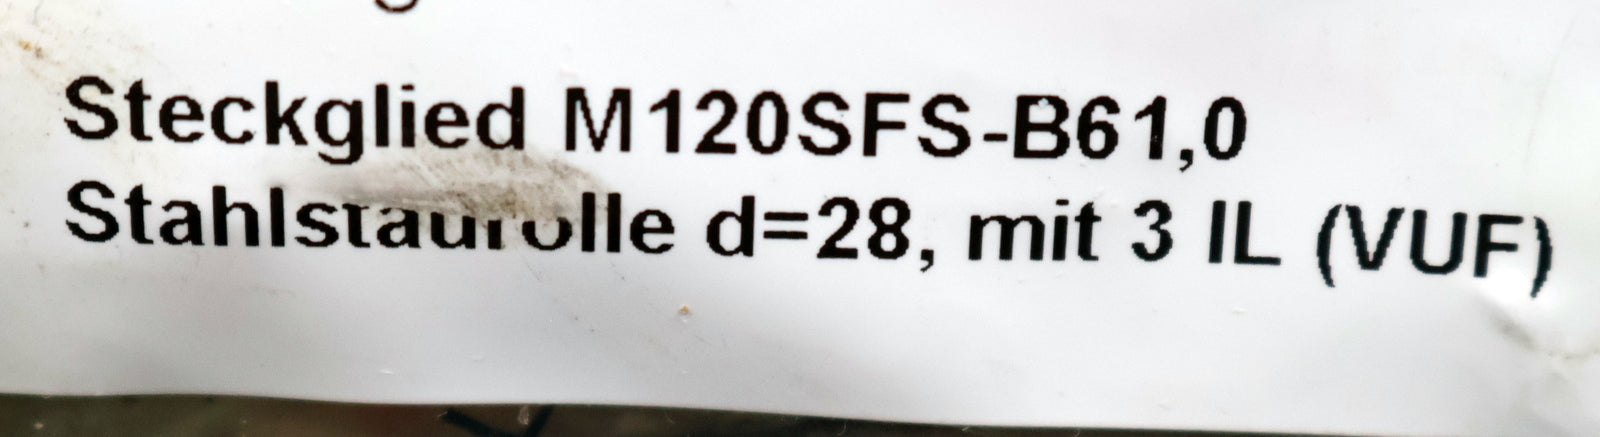 Steckglied M120SFS-B61,0
Stahlstaurolle d=28, mit 3 IL (VUF)